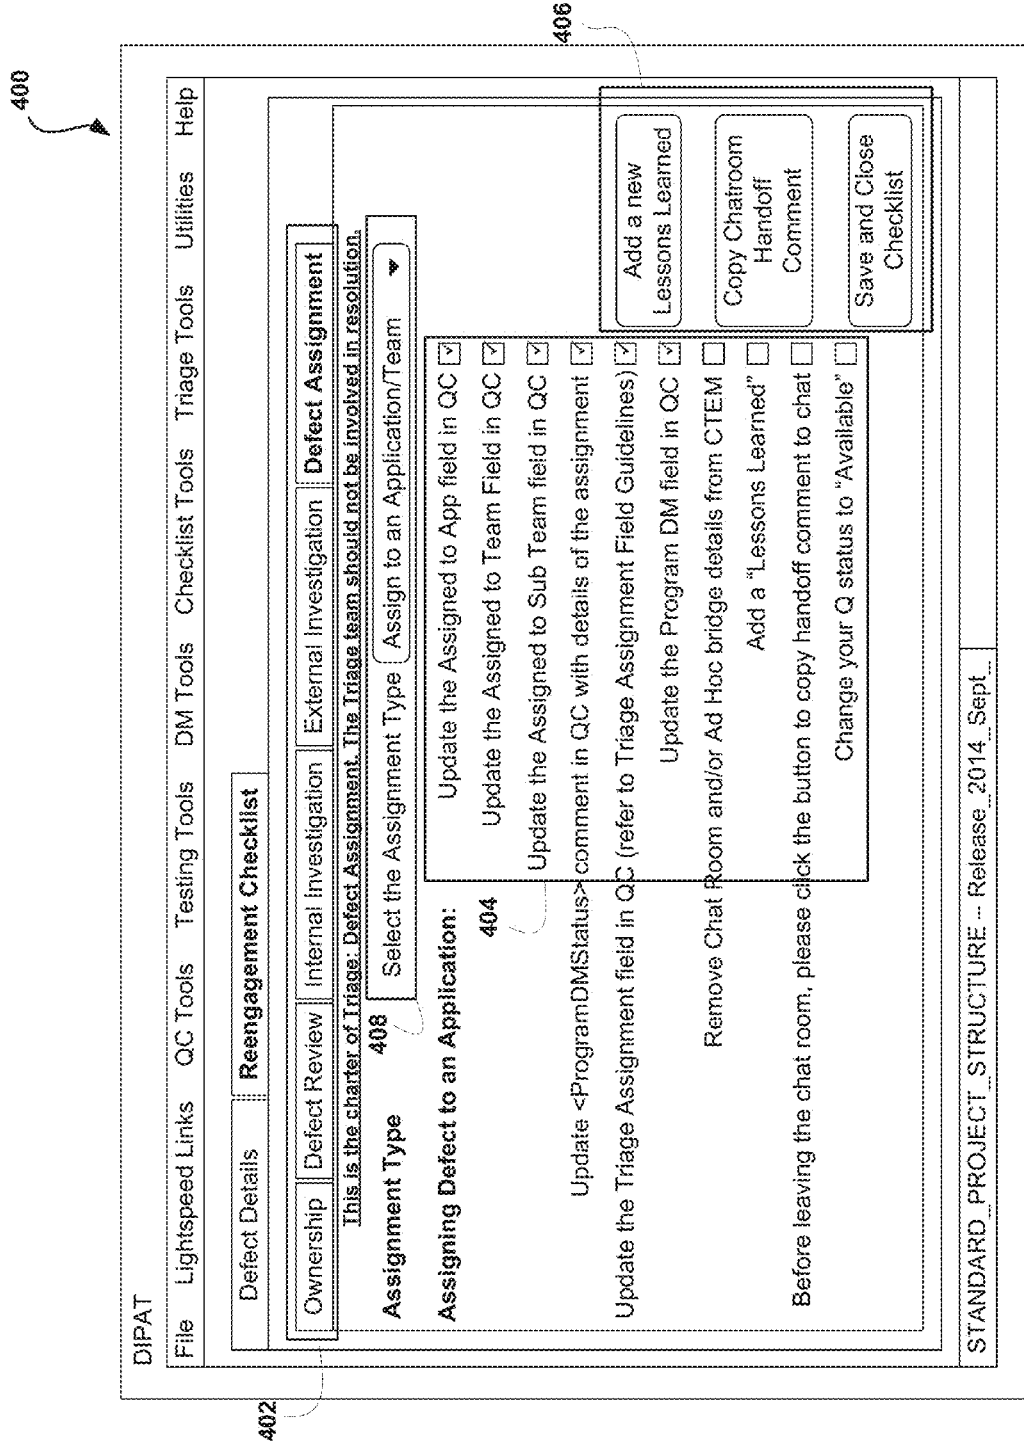 400
DIPAT
File Lightspeed Links QC Tools Testing Tools DM Tools Checklist Tools Triage Tools Utilities Help
Defect Details Reengagement Checklist
402
Ownership Defect Review Internal Investigation External Investigation Defect Assignment
This is the charter of Triage: Defect Assignment. The Triage team should not be involved in resolution.
Assignment Type
408
Select the Assignment Type Assign to an Application/Team
Assigning Defect to an Application:
404
Update the Assigned to App field in QC
Update the Assigned to Team Field in QC
Update the Assigned to Sub Team field in QC
Update <ProgramDMStatus> comment in QC with details of the assignment
Update the Triage Assignment field in QC (refer to Triage Assignment Field Guidelines)
Update the Program DM field in QC
Remove Chat Room and/or Ad Hoc bridge details from CTEM
Add a “Lessons Learned”
Before leaving the chat room, please click the button to copy handoff comment to chat
Change your Q status to “Available”
406
Add a new
Lessons Learned
Copy Chatroom
Handoff
Comment
Save and Close
Checklist
STANDARD_PROJECT_STRUCTURE -- Release_2014_Sept_